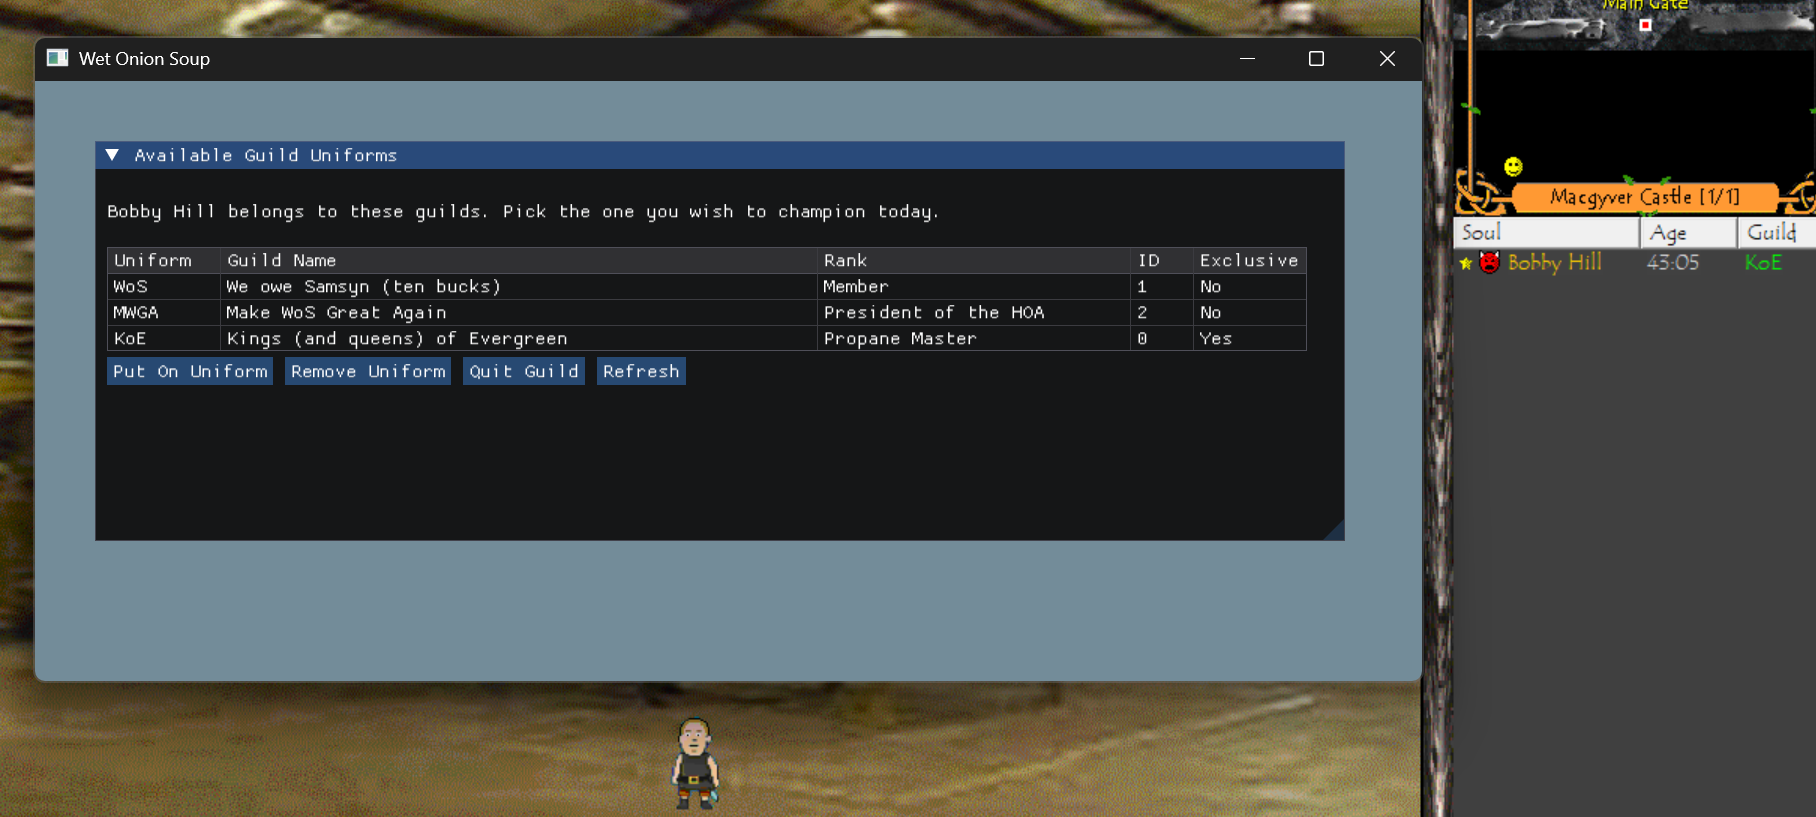 Main Gate
Wet Onion Soup
Available Guild Uniforms
Bobby Hill belongs to these guilds. Pick the one you wish to champion today.
Uniform Guild Name Rank ID Exclusive
WoS We owe Samsyn (ten bucks) Member 1 No
MWGA Make WoS Great Again President of the HOA 2 No
KoE Kings (and queens) of Evergreen Propane Master 0 Yes
Put On Uniform Remove Uniform Quit Guild Refresh
Macgyver Castle [1/1]
Soul Age Guild
Bobby Hill 43:05 KoE